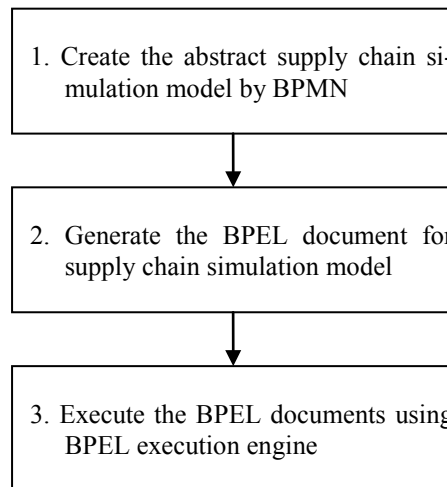 1. Create the abstract supply chain si-
mulation model by BPMN
2. Generate the BPEL document for
supply chain simulation model
3. Execute the BPEL documents using
BPEL execution engine